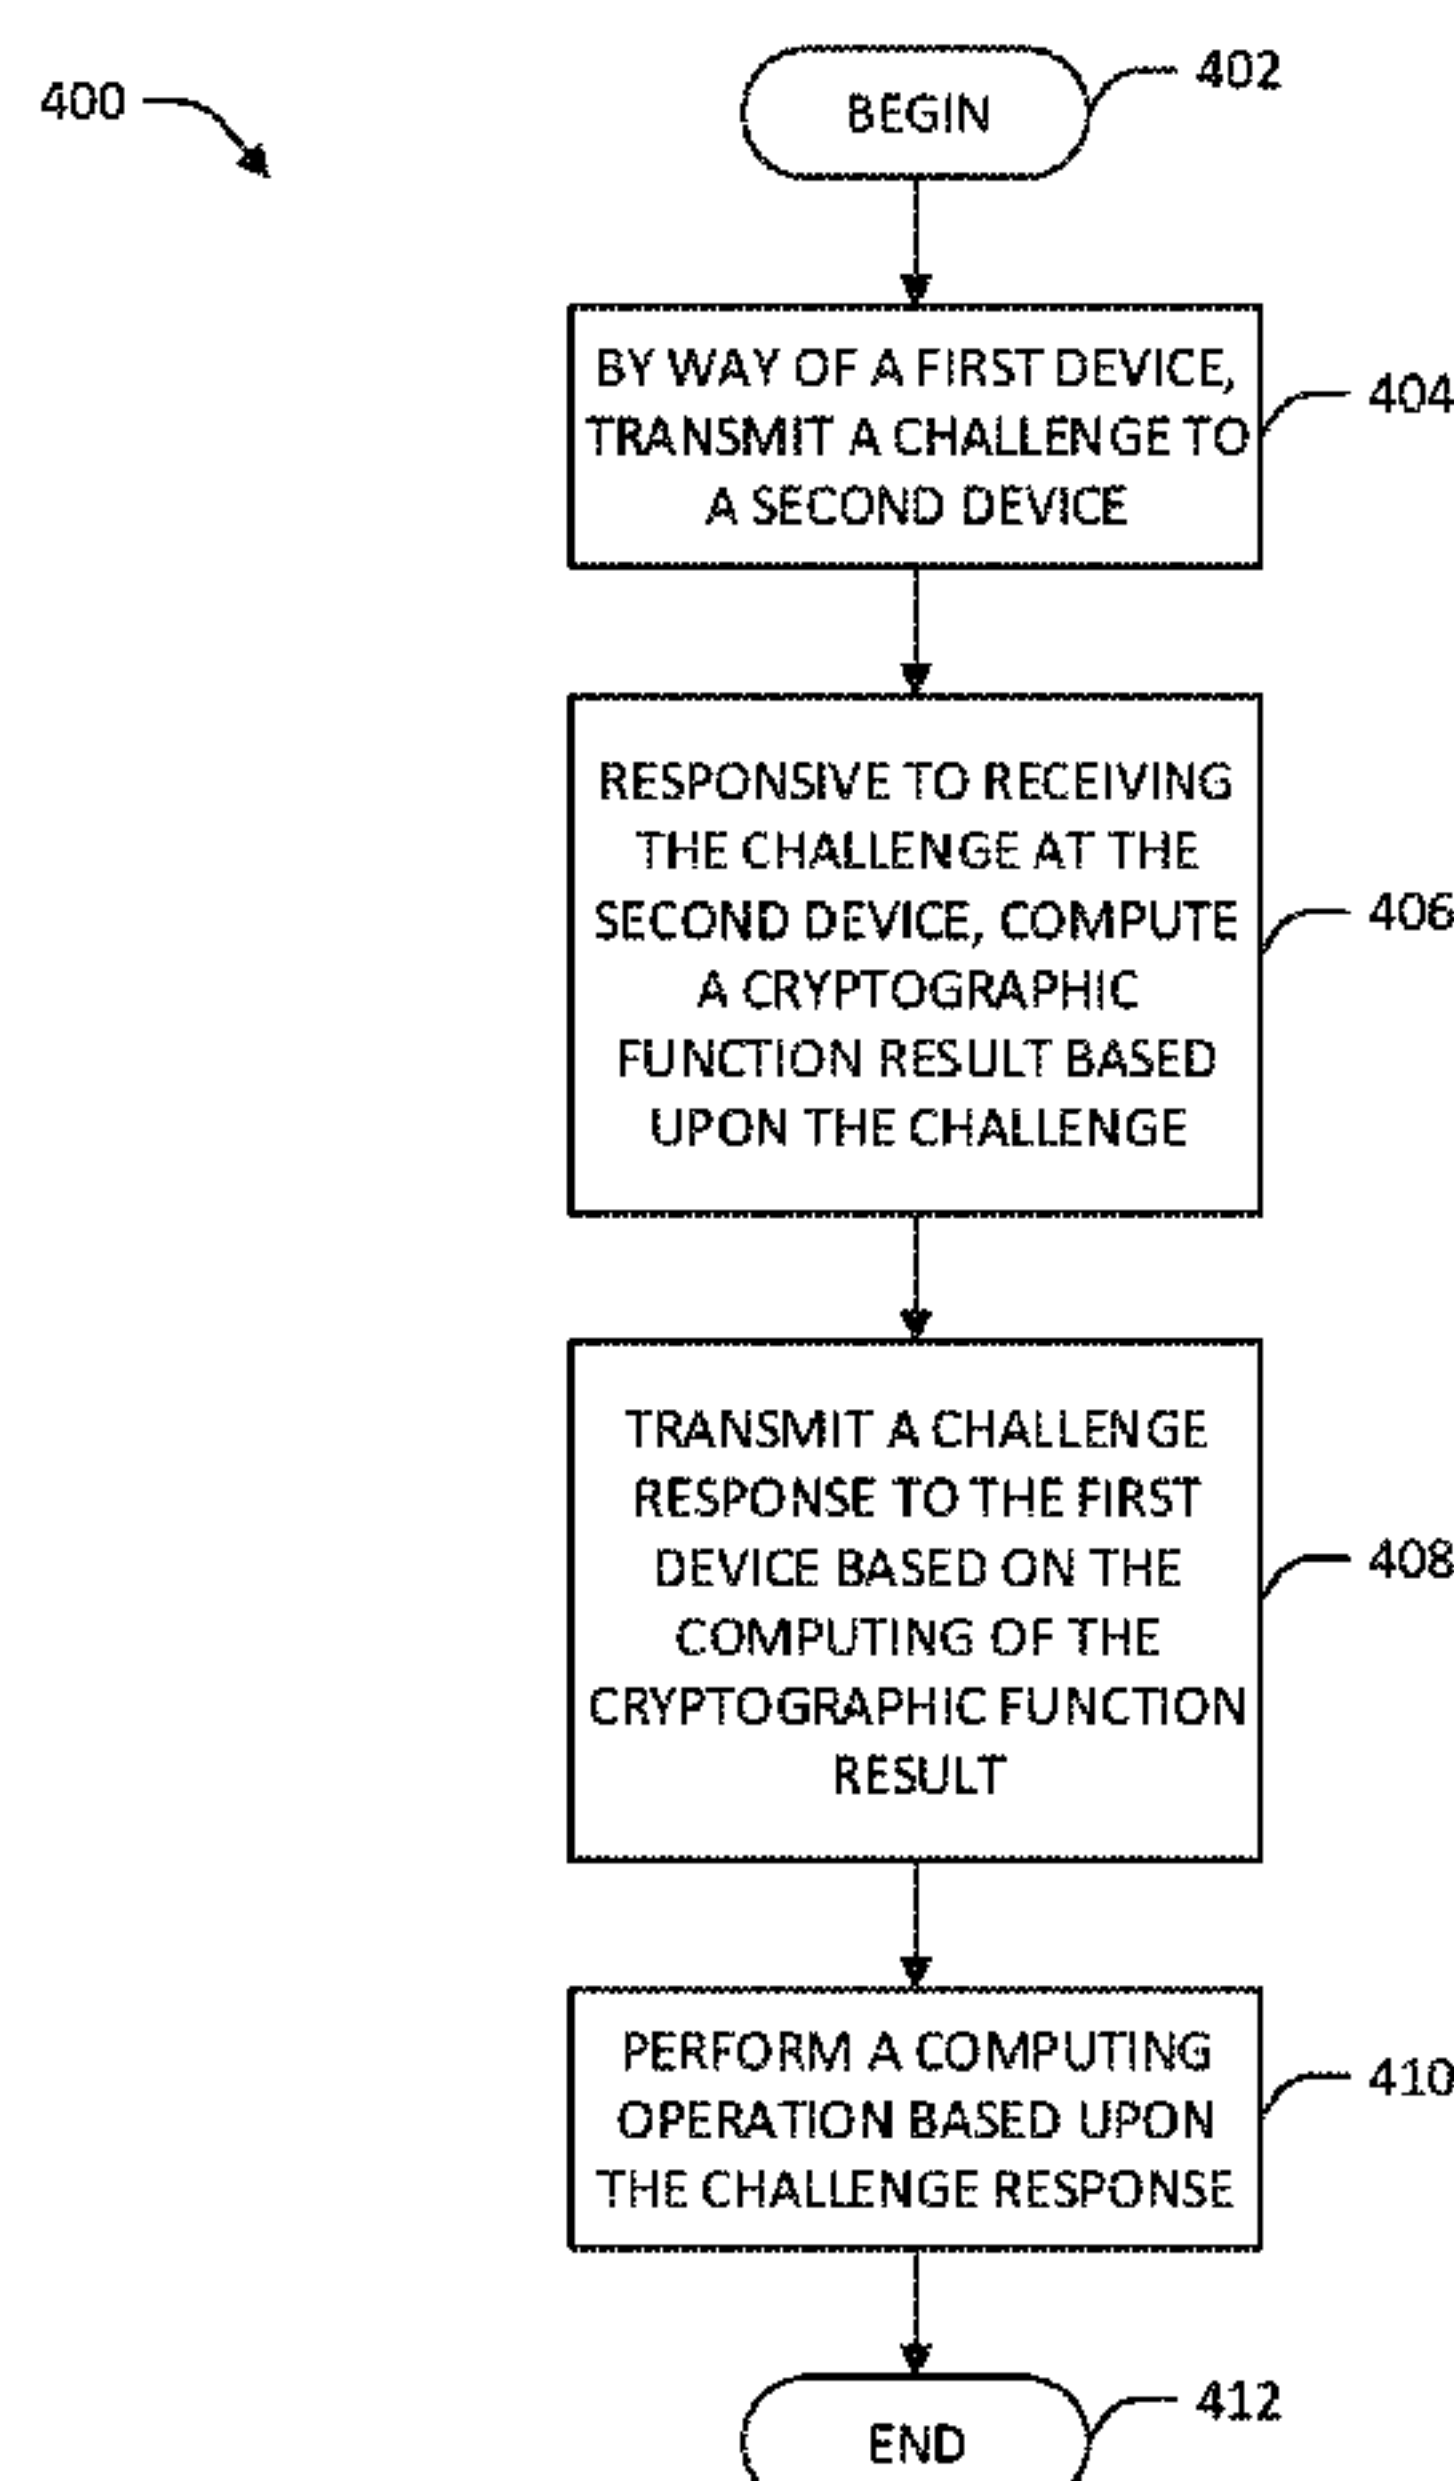 400
BEGIN
402
BY WAY OF A FIRST DEVICE,
TRANSMIT A CHALLENGE TO
A SECOND DEVICE
404
RESPONSIVE TO RECEIVING
THE CHALLENGE AT THE
SECOND DEVICE, COMPUTE
A CRYPTOGRAPHIC
FUNCTION RESULT BASED
UPON THE CHALLENGE
406
TRANSMIT A CHALLENGE
RESPONSE TO THE FIRST
DEVICE BASED ON THE
COMPUTING OF THE
CRYPTOGRAPHIC FUNCTION
RESULT
408
PERFORM A COMPUTING
OPERATION BASED UPON
THE CHALLENGE RESPONSE
410
END
412